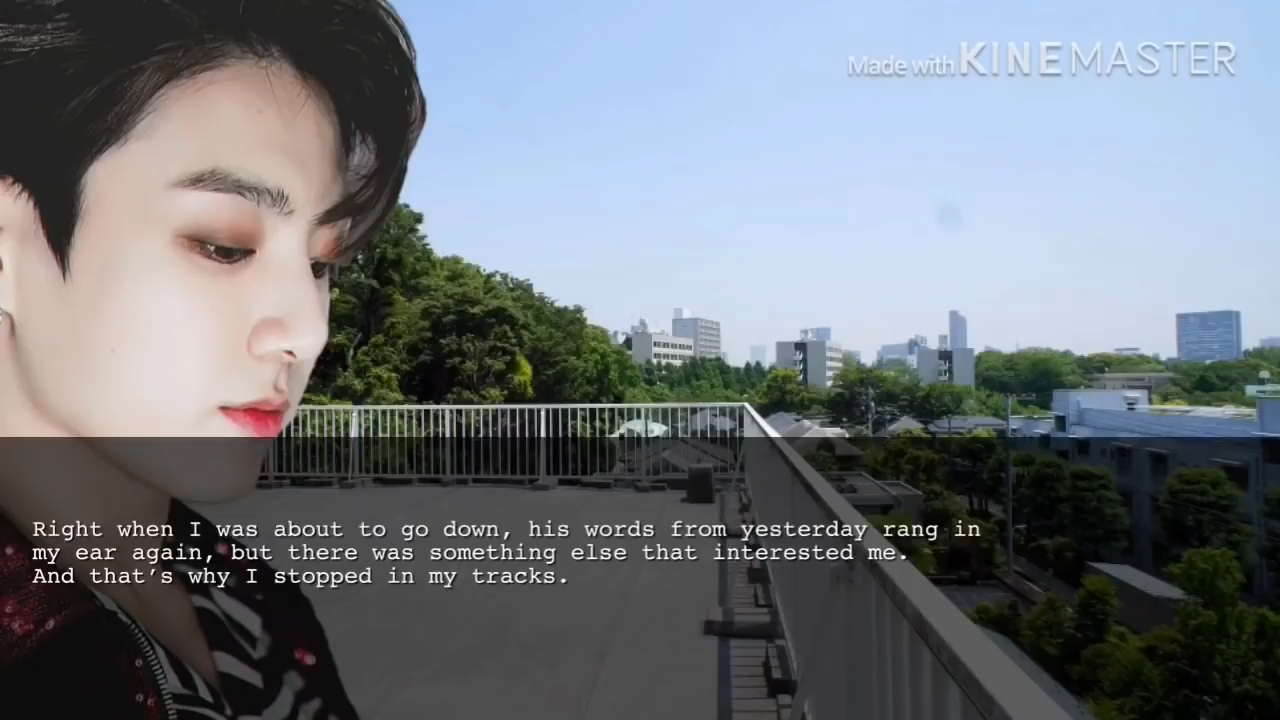 Made with KINEMASTER
Right when I was about to go down, his words from yesterday rang in
my ear again, but there was something else that interested me.
And that's why I stopped in my tracks.